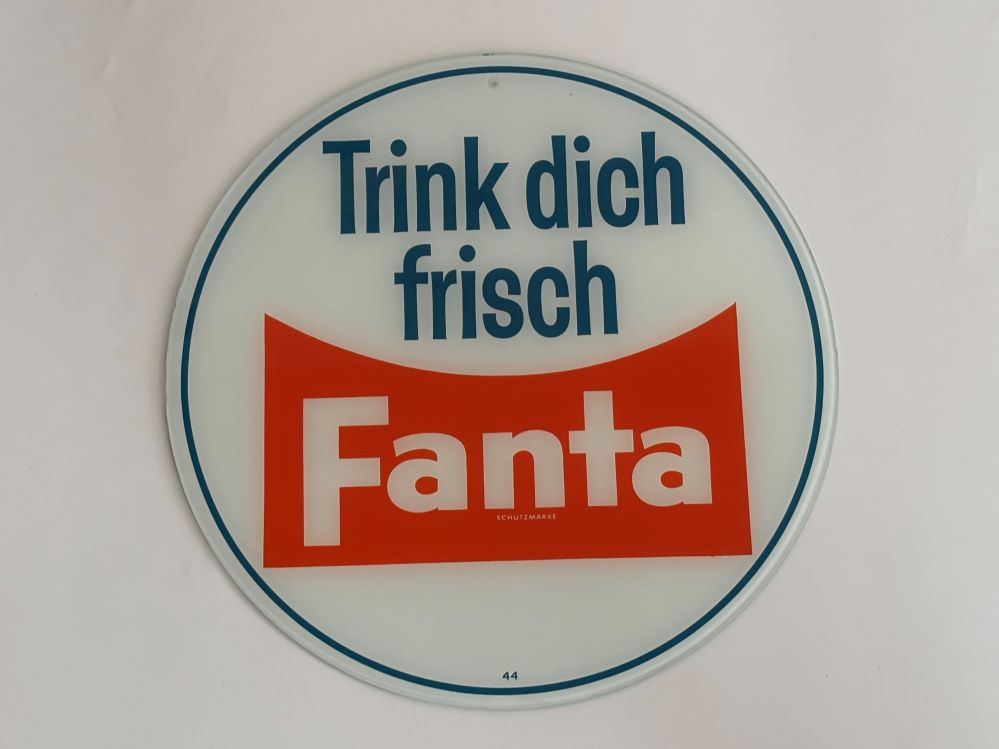 Trink dich
frisch
Fanta
SCHUTZMARKE
44